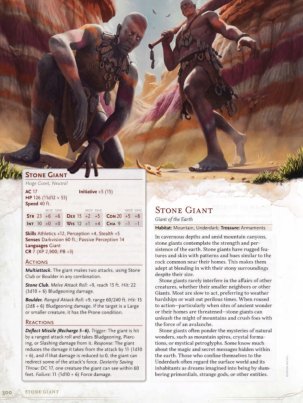 STONE GIANT
Huge Giant, Neutral
AC 17 Initiative +5 (15)
HP 126 (11d12 + 55)
Speed 40 ft.
MOD SAVE MOD SAVE MOD SAVE
STR 23 +6 +6 DEX 15 +2 +5 CON 20 +5 +8
INT 10 +0 +0 WIS 12 +1 +4 CHA 9 -1 -1
Skills Athletics +12, Perception +4, Stealth +5
Senses Darkvision 60 ft.; Passive Perception 14
Languages Giant
CR 7 (XP 2,900; PB +3)
ACTIONS
Multiattack. The giant makes two attacks, using Stone
Club or Boulder in any combination.
Stone Club. Melee Attack Roll: +9, reach 15 ft. Hit: 22
(3d10 + 6) Bludgeoning damage.
Boulder. Ranged Attack Roll: +9, range 60/240 ft. Hit: 15
(2d8 + 6) Bludgeoning damage. If the target is a Large
or smaller creature, it has the Prone condition.
REACTIONS
Deflect Missile (Recharge 5–6). Trigger: The giant is hit
by a ranged attack roll and takes Bludgeoning, Pierc-
ing, or Slashing damage from it. Response: The giant
reduces the damage it takes from the attack by 11 (1d10
+ 6), and if that damage is reduced to 0, the giant can
redirect some of the attack's force. Dexterity Saving
Throw: DC 17, one creature the giant can see within 60
feet. Failure: 11 (1d10 + 6) Force damage.
STONE GIANT
Giant of the Earth
Habitat: Mountain, Underdark; Treasure: Armaments
In cavernous depths and amid mountain canyons,
stone giants contemplate the strength and per-
sistence of the earth. Stone giants have rugged fea-
tures and skin with patterns and hues similar to the
rock common near their homes. This makes them
adept at blending in with their stony surroundings
despite their size.
Stone giants rarely interfere in the affairs of other
creatures, whether their smaller neighbors or other
giants. Most are slow to act, preferring to weather
hardships or wait out perilous times. When roused
to action—particularly when sites of ancient wonder
or their homes are threatened—stone giants can
unleash the might of mountains and crush foes with
the force of an avalanche.
Stone giants often ponder the mysteries of natural
wonders, such as mountain spires, crystal forma-
tions, or mystical petroglyphs. Some know much
about the magic and secret messages hidden within
the earth. Those who confine themselves to the
Underdark often regard the surface world and its
inhabitants as dreams imagined into being by slum-
bering primordials, strange gods, or other entities.
300 STONE GIANT